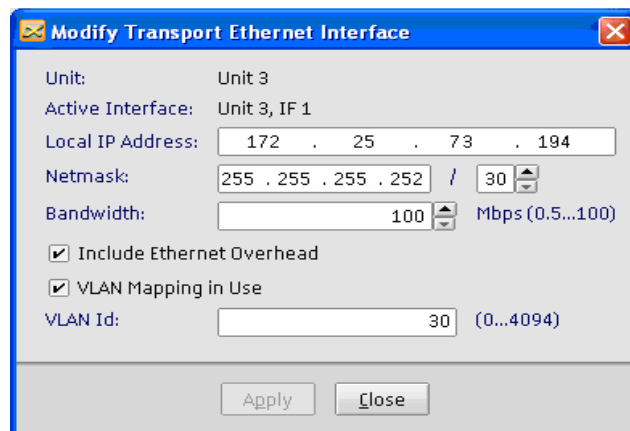 Modify Transport Ethernet Interface
Unit: Unit 3
Active Interface: Unit 3, IF 1
Local IP Address: 172 . 25 . 73 . 194
Netmask: 255 . 255 . 255 . 252 / 30
Bandwidth: 100 Mbps (0.5...100)
Include Ethernet Overhead
VLAN Mapping in Use
VLAN Id: 30 (0...4094)
Apply Close